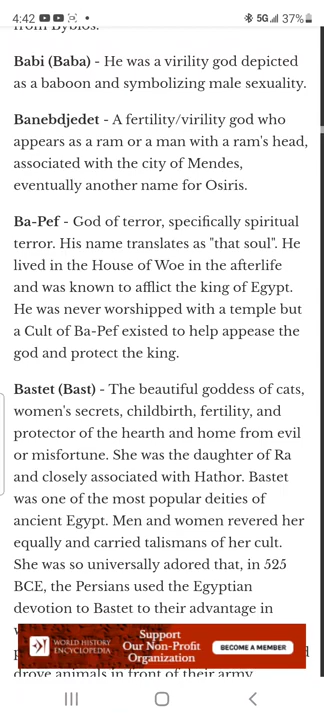 4:42
5G 37%
from Byblos.
Babi (Baba) - He was a virility god depicted
as a baboon and symbolizing male sexuality.
Banebdjedet - A fertility/virility god who
appears as a ram or a man with a ram's head,
associated with the city of Mendes,
eventually another name for Osiris.
Ba-Pef - God of terror, specifically spiritual
terror. His name translates as "that soul". He
lived in the House of Woe in the afterlife
and was known to afflict the king of Egypt.
He was never worshipped with a temple but
a Cult of Ba-Pef existed to help appease the
god and protect the king.
Bastet (Bast) - The beautiful goddess of cats,
women's secrets, childbirth, fertility, and
protector of the hearth and home from evil
or misfortune. She was the daughter of Ra
and closely associated with Hathor. Bastet
was one of the most popular deities of
ancient Egypt. Men and women revered her
equally and carried talismans of her cult.
She was so universally adored that, in 525
BCE, the Persians used the Egyptian
devotion to Bastet to their advantage in
WORLD HISTORY
ENCYCLOPEDIA
Support
Our Non-Profit
Organization
BECOME A MEMBER
drove animals in front of their army